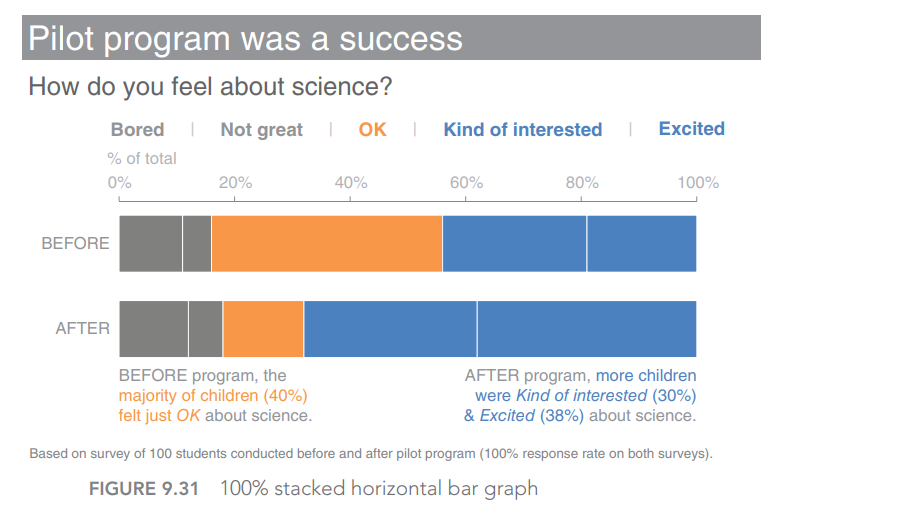 Pilot program was a success
How do you feel about science?
Bored | Not great | OK | Kind of interested | Excited
% of total
0% 20% 40% 60% 80% 100%
BEFORE
AFTER
BEFORE program, the
majority of children (40%)
felt just OK about science.
AFTER program, more children
were Kind of interested (30%)
& Excited (38%) about science.
Based on survey of 100 students conducted before and after pilot program (100% response rate on both surveys).
FIGURE 9.31 100% stacked horizontal bar graph